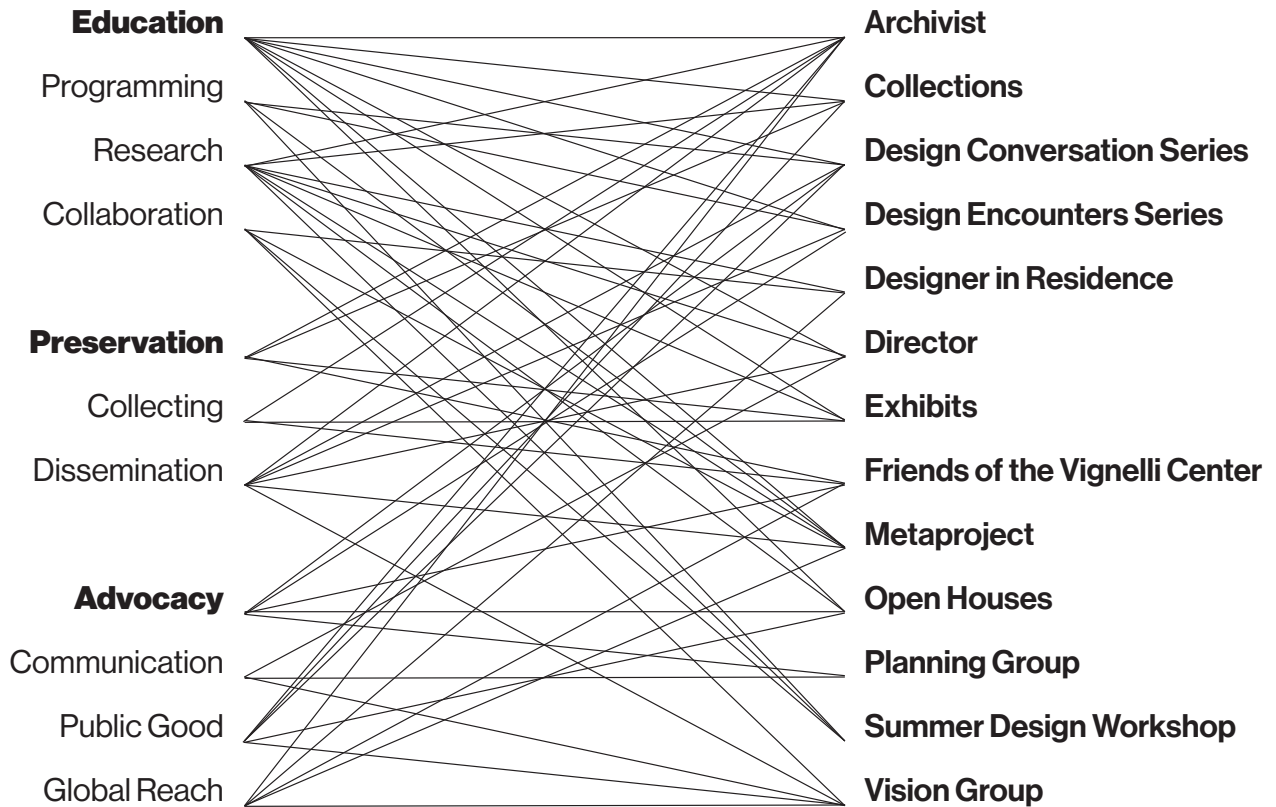 Education
Programming
Research
Collaboration
Preservation
Collecting
Dissemination
Advocacy
Communication
Public Good
Global Reach
Archivist
Collections
Design Conversation Series
Design Encounters Series
Designer in Residence
Director
Exhibits
Friends of the Vignelli Center
Metaproject
Open Houses
Planning Group
Summer Design Workshop
Vision Group